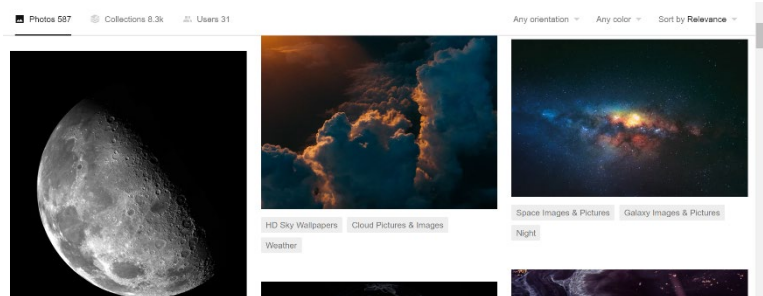 Photos 587 Collections 8.3k Users 31 Any orientation Any color Sort by Relevance
HD Sky Wallpapers Cloud Pictures & Images
Weather
Space Images & Pictures Galaxy Images & Pictures
Night